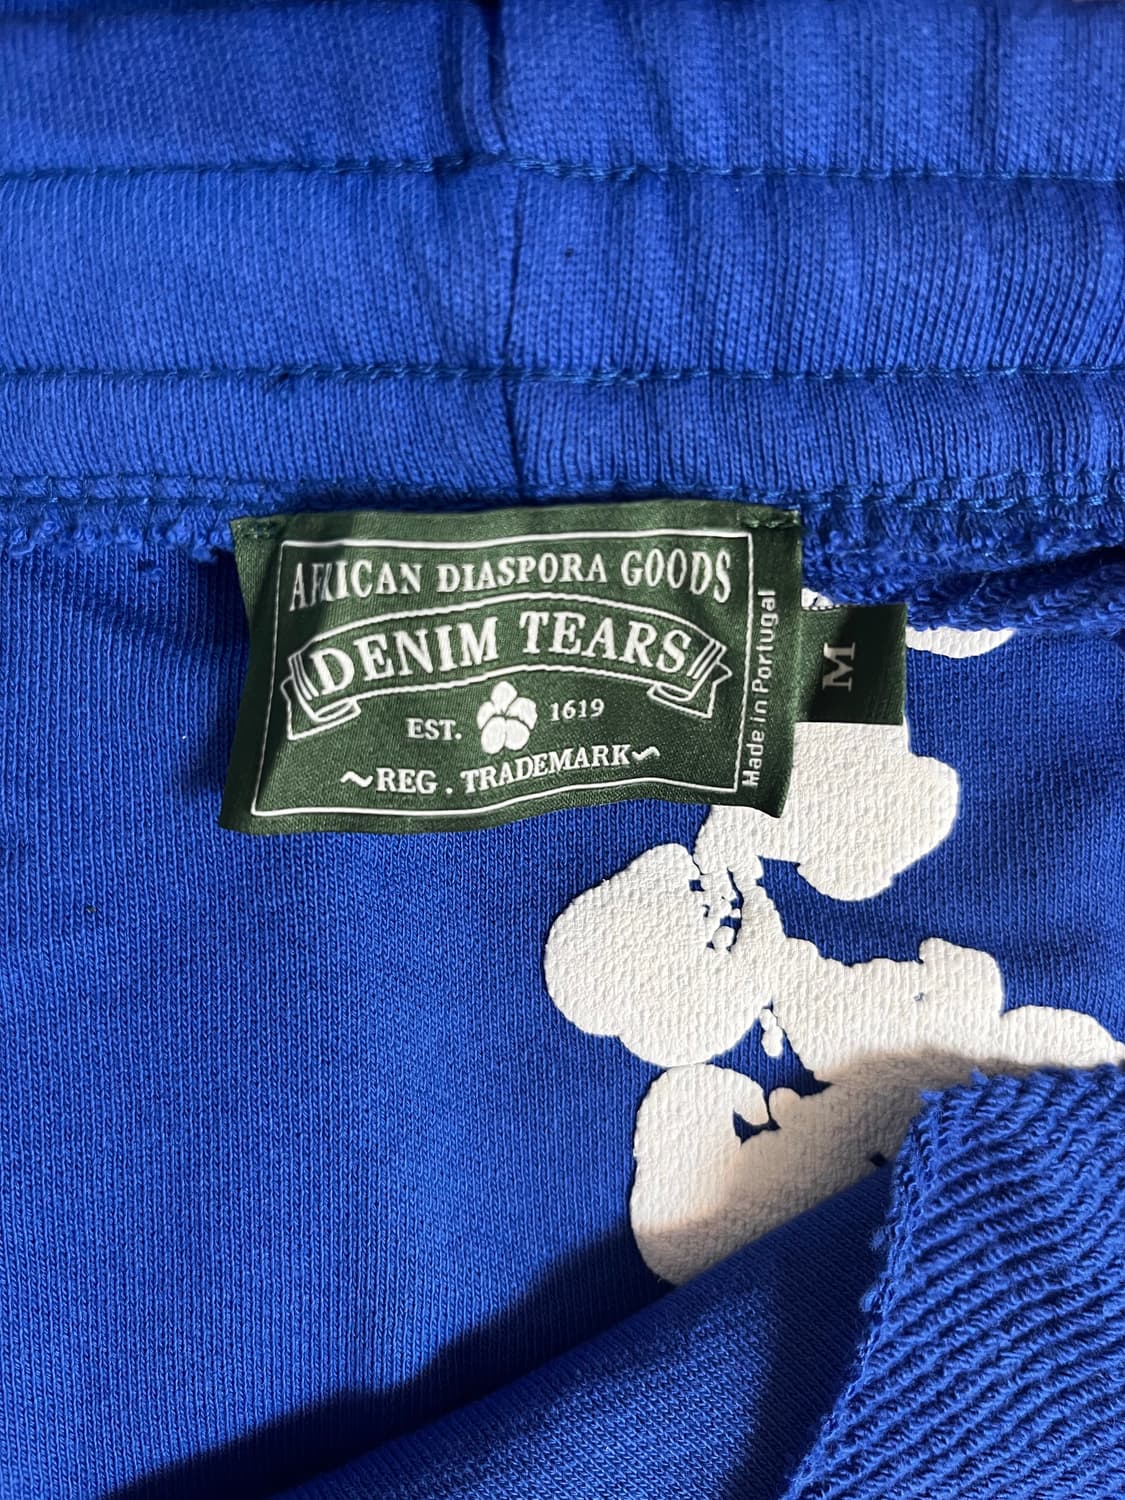 AFRICAN DIASPORA GOODS
DENIM TEARS
EST. 1619
~REG . TRADEMARK~
Made in Portugal
M